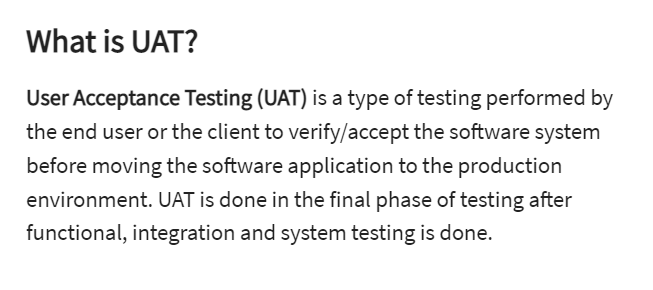 What is UAT?
User Acceptance Testing (UAT) is a type of testing performed by
the end user or the client to verify/accept the software system
before moving the software application to the production
environment. UAT is done in the final phase of testing after
functional, integration and system testing is done.